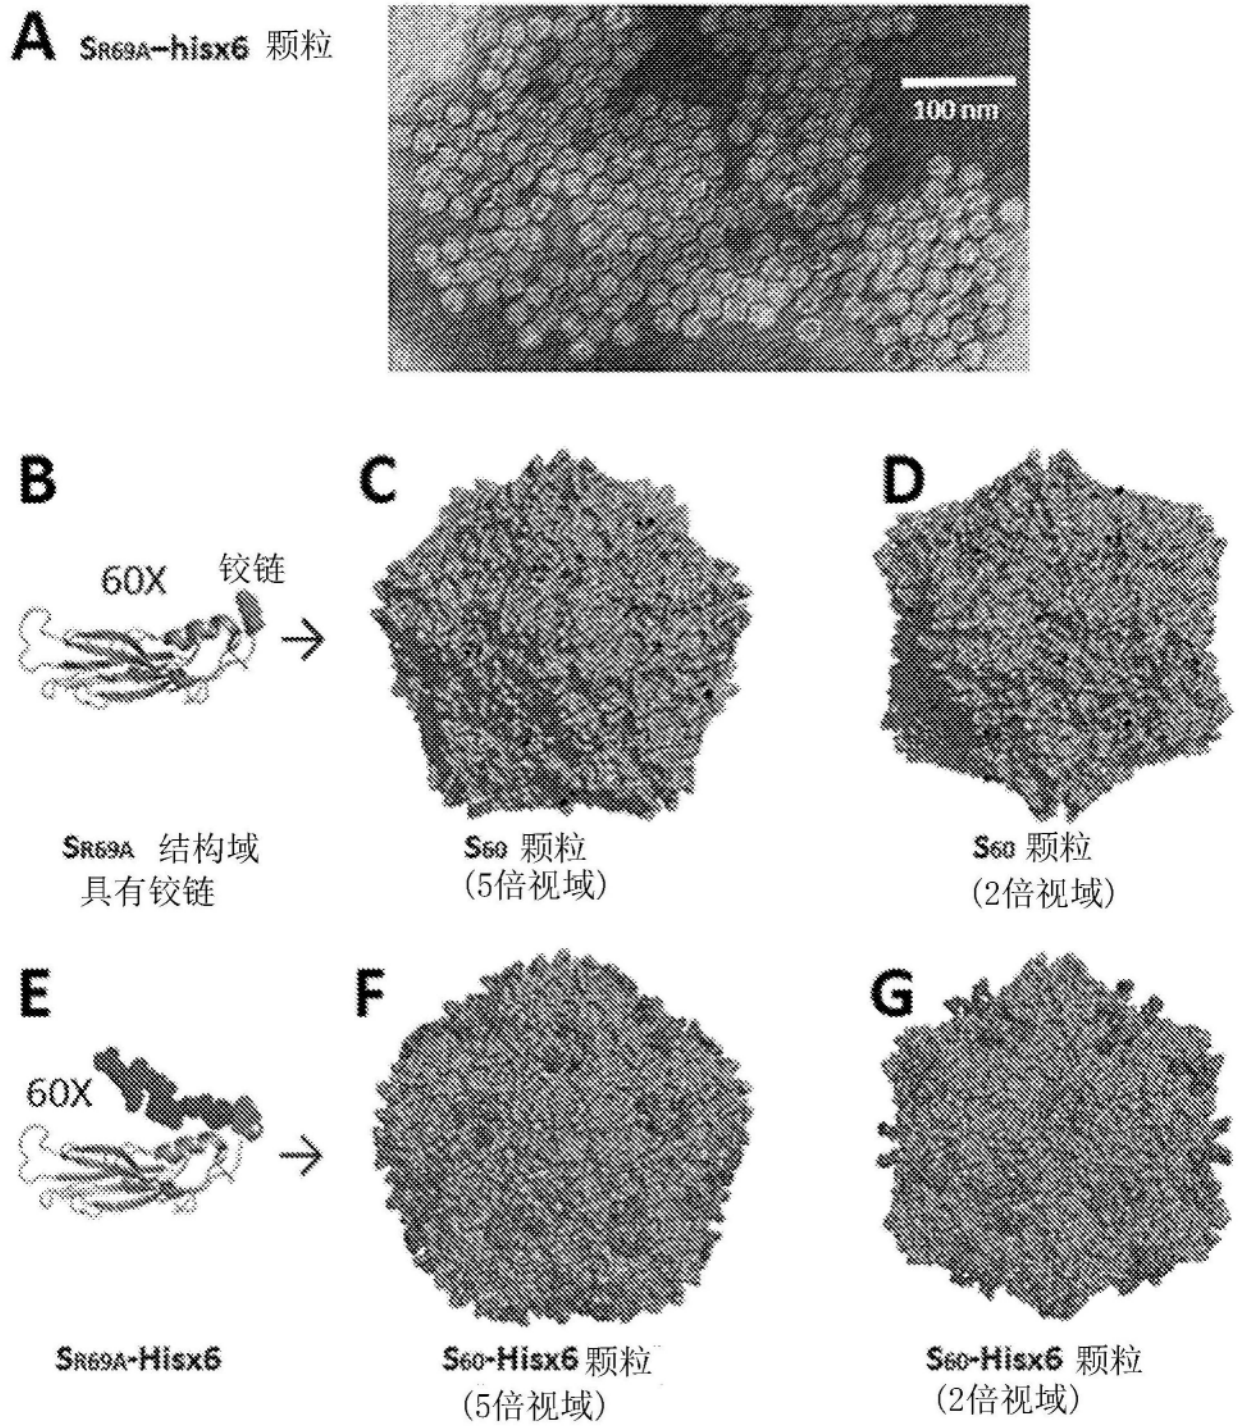 A SR69A–hisx6 颗粒
100 nm
B
C
D
60X
铰链
→
SR69A 结构域
具有铰链
S60 颗粒
(5倍视域)
S60 颗粒
(2倍视域)
E
F
G
60X
→
SR69A-Hisx6
S60-Hisx6 颗粒
(5倍视域)
S60-Hisx6 颗粒
(2倍视域)